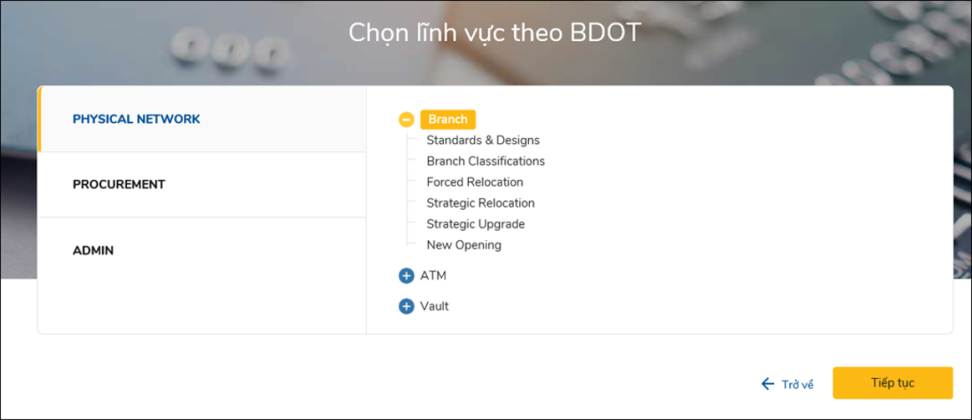 Chọn lĩnh vực theo BDOT
PHYSICAL NETWORK
PROCUREMENT
ADMIN
Branch
Standards & Designs
Branch Classifications
Forced Relocation
Strategic Relocation
Strategic Upgrade
New Opening
ATM
Vault
Trở về
Tiếp tục